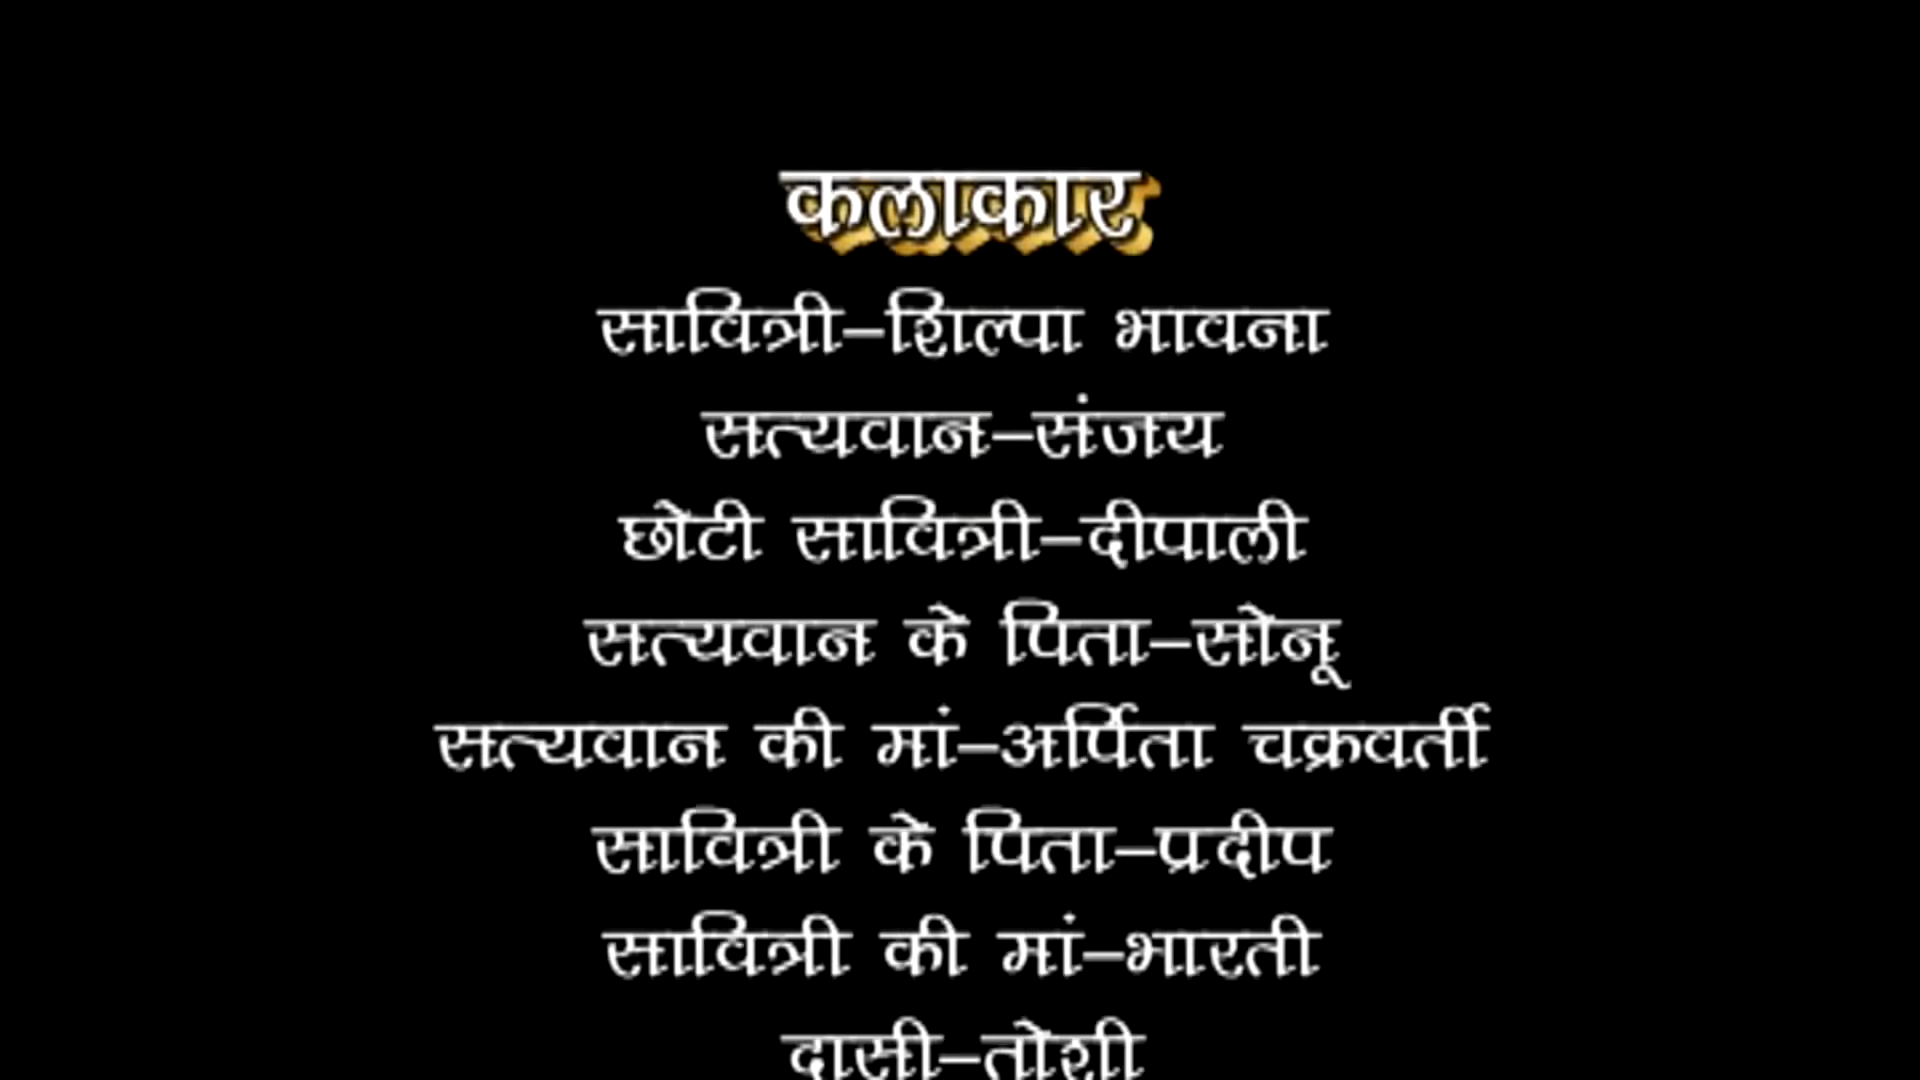 कलाकार
सावित्री–शिल्पा भावना
सत्यवान–संजय
छोटी सावित्री–दीपाली
सत्यवान के पिता–सोनू
सत्यवान की मां–अर्पिता चक्रवर्ती
सावित्री के पिता–प्रदीप
सावित्री की मां–भारती
दासी–तोशी